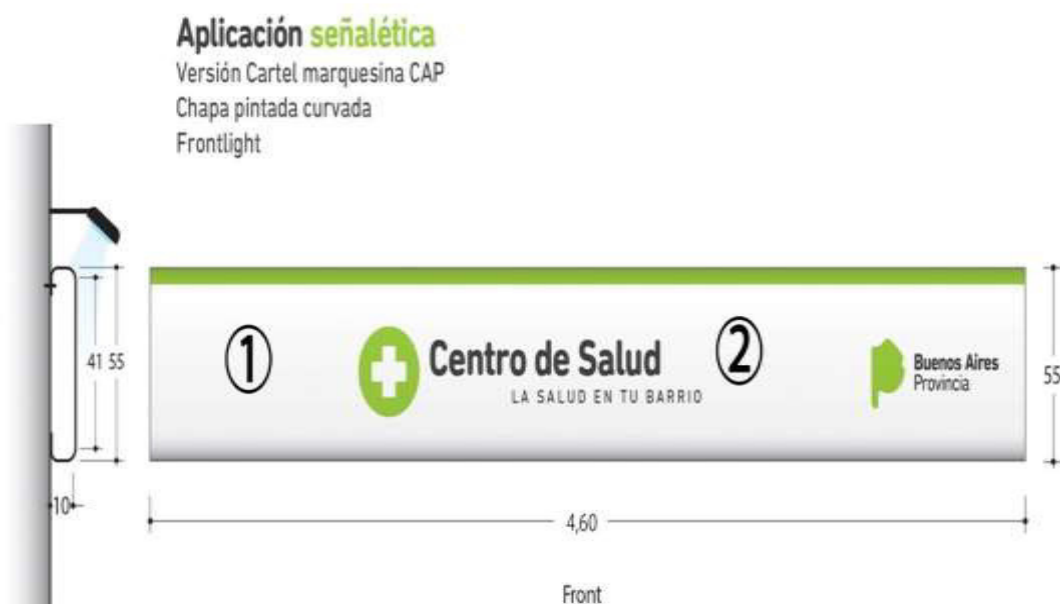 Aplicación señalética
Versión Cartel marquesina CAP
Chapa pintada curvada
Frontlight
41 55
10
①
Centro de Salud
LA SALUD EN TU BARRIO
②
Buenos Aires
Provincia
55
4,60
Front